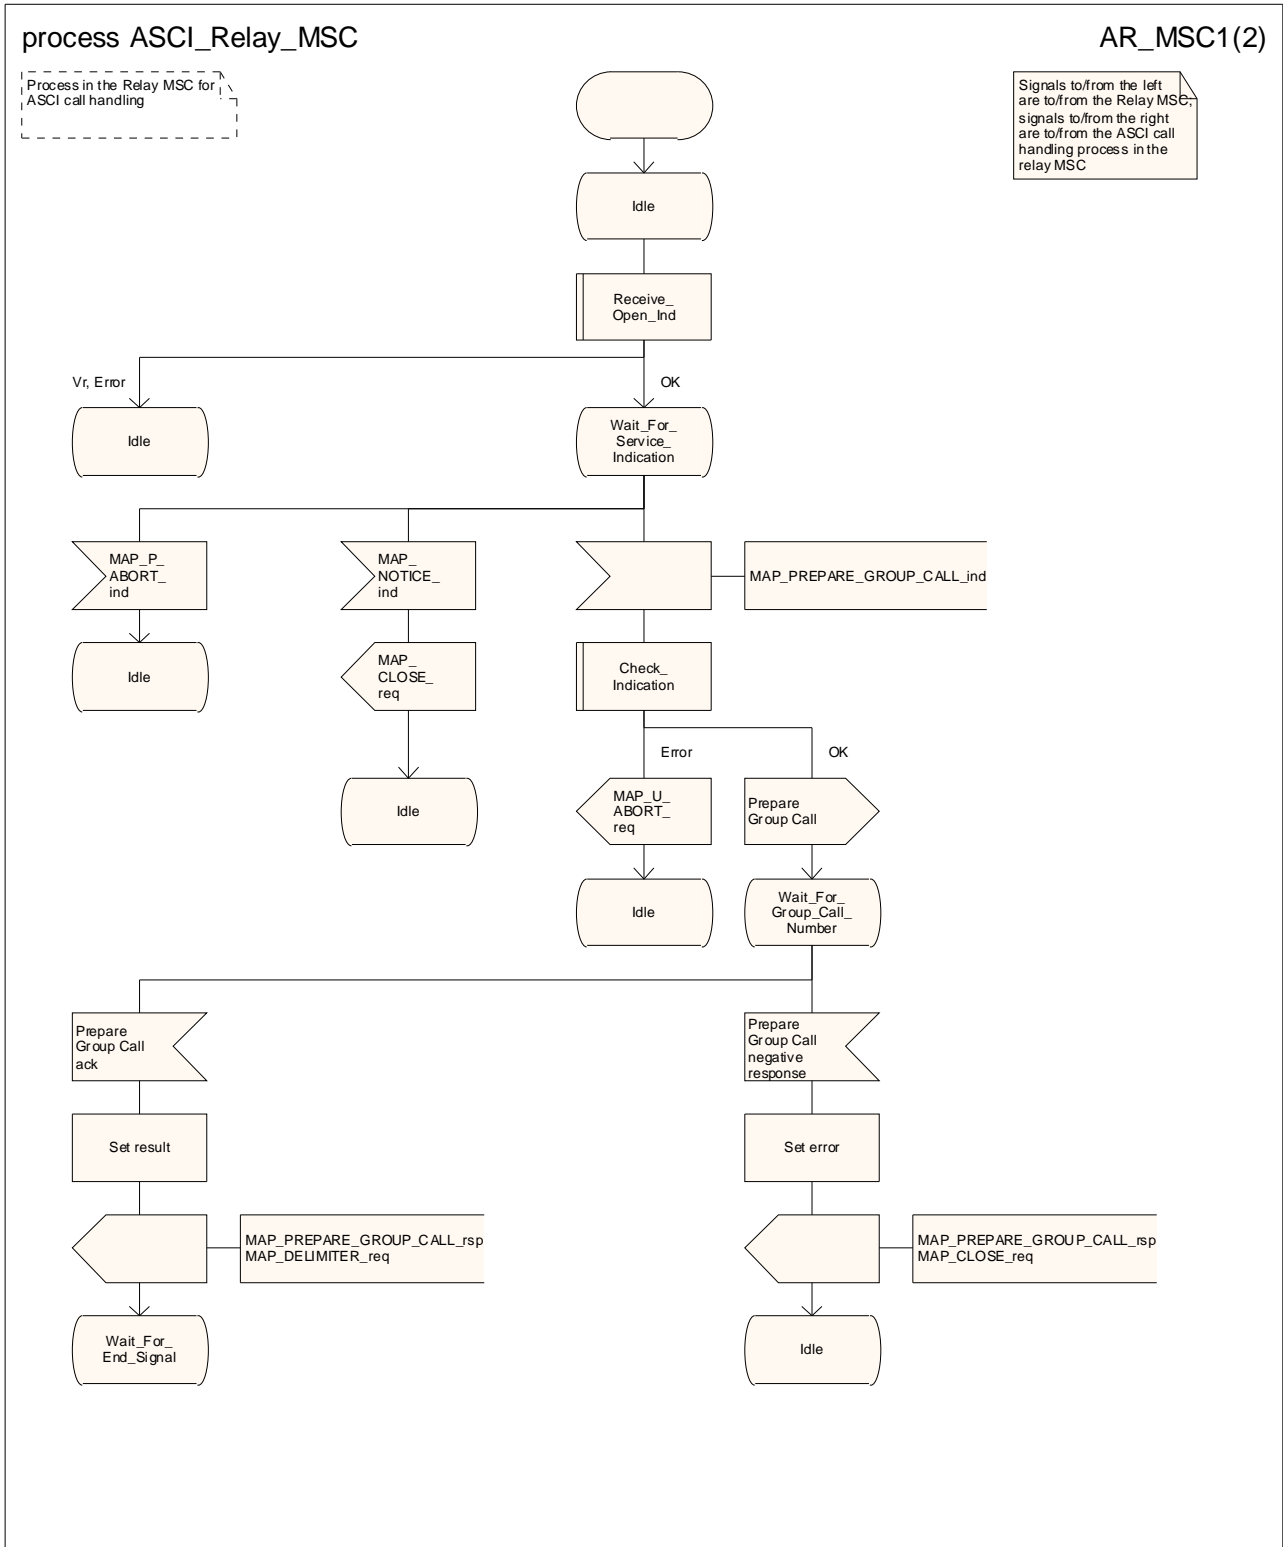 process ASCI_Relay_MSC
AR_MSC1(2)
Process in the Relay MSC for
ASCI call handling
Signals to/from the left
are to/from the Relay MSC;
signals to/from the right
are to/from the ASCI call
handling process in the
relay MSC
Idle
Receive_
Open_Ind
Vr, Error
OK
Idle
Wait_For_
Service_
Indication
MAP_P_
ABORT_
ind
MAP_
NOTICE_
ind
MAP_PREPARE_GROUP_CALL_ind
Idle
MAP_
CLOSE_
req
Check_
Indication
Error
OK
Idle
MAP_U_
ABORT_
req
Prepare
Group Call
Idle
Wait_For_
Group_Call_
Number
Prepare
Group Call
ack
Prepare
Group Call
negative
response
Set result
Set error
MAP_PREPARE_GROUP_CALL_rsp
MAP_DELIMITER_req
MAP_PREPARE_GROUP_CALL_rsp
MAP_CLOSE_req
Wait_For_
End_Signal
Idle